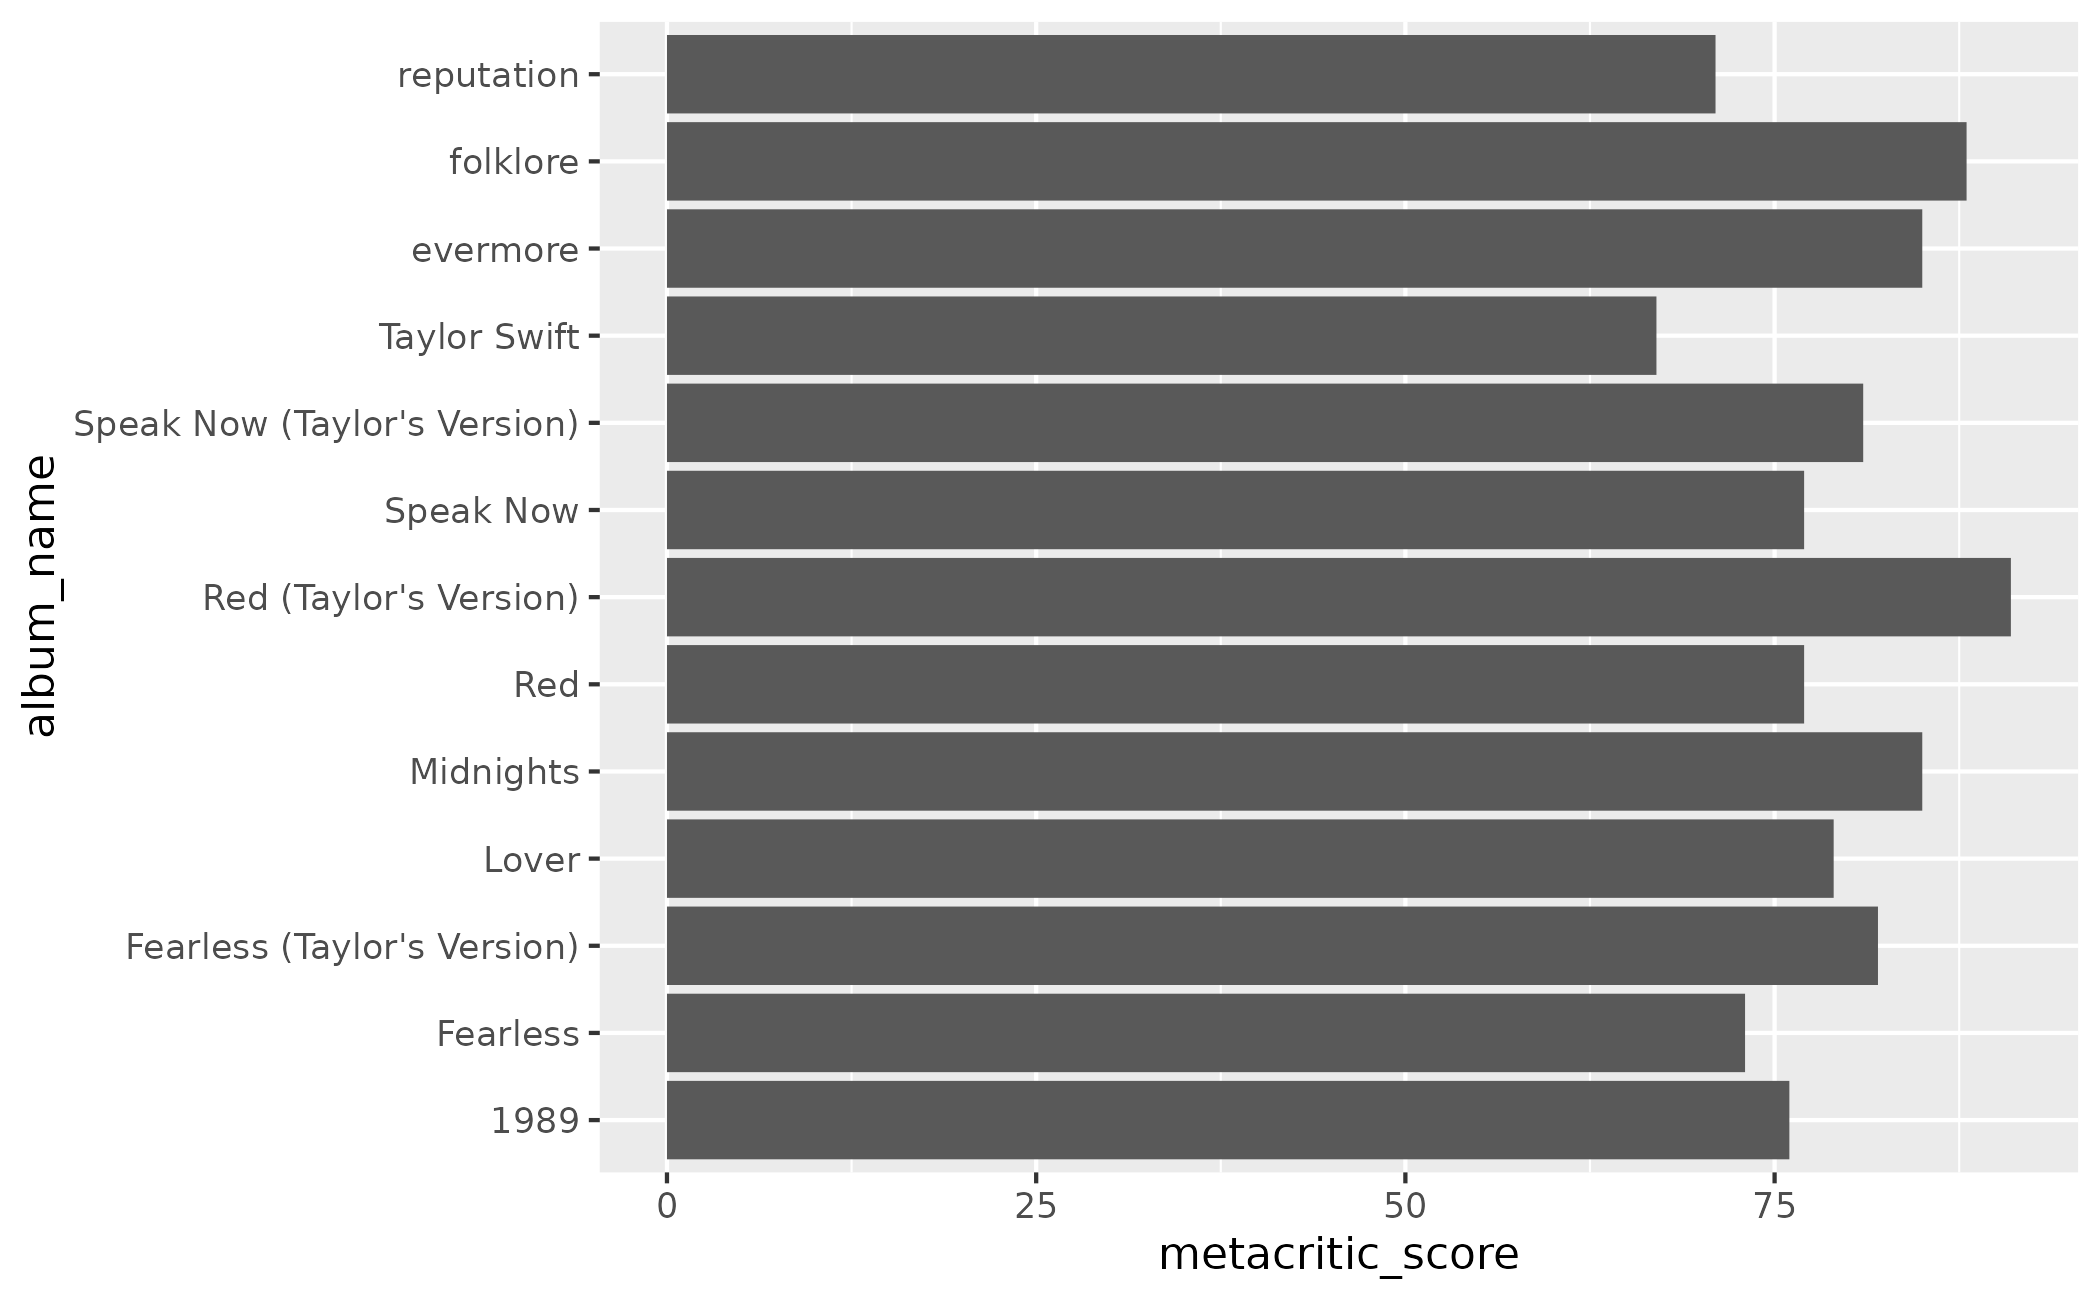 reputation
folklore
evermore
Taylor Swift
Speak Now (Taylor's Version)
Speak Now
Red (Taylor's Version)
Red
Midnights
Lover
Fearless (Taylor's Version)
Fearless
1989
album_name
0 25 50 75
metacritic_score